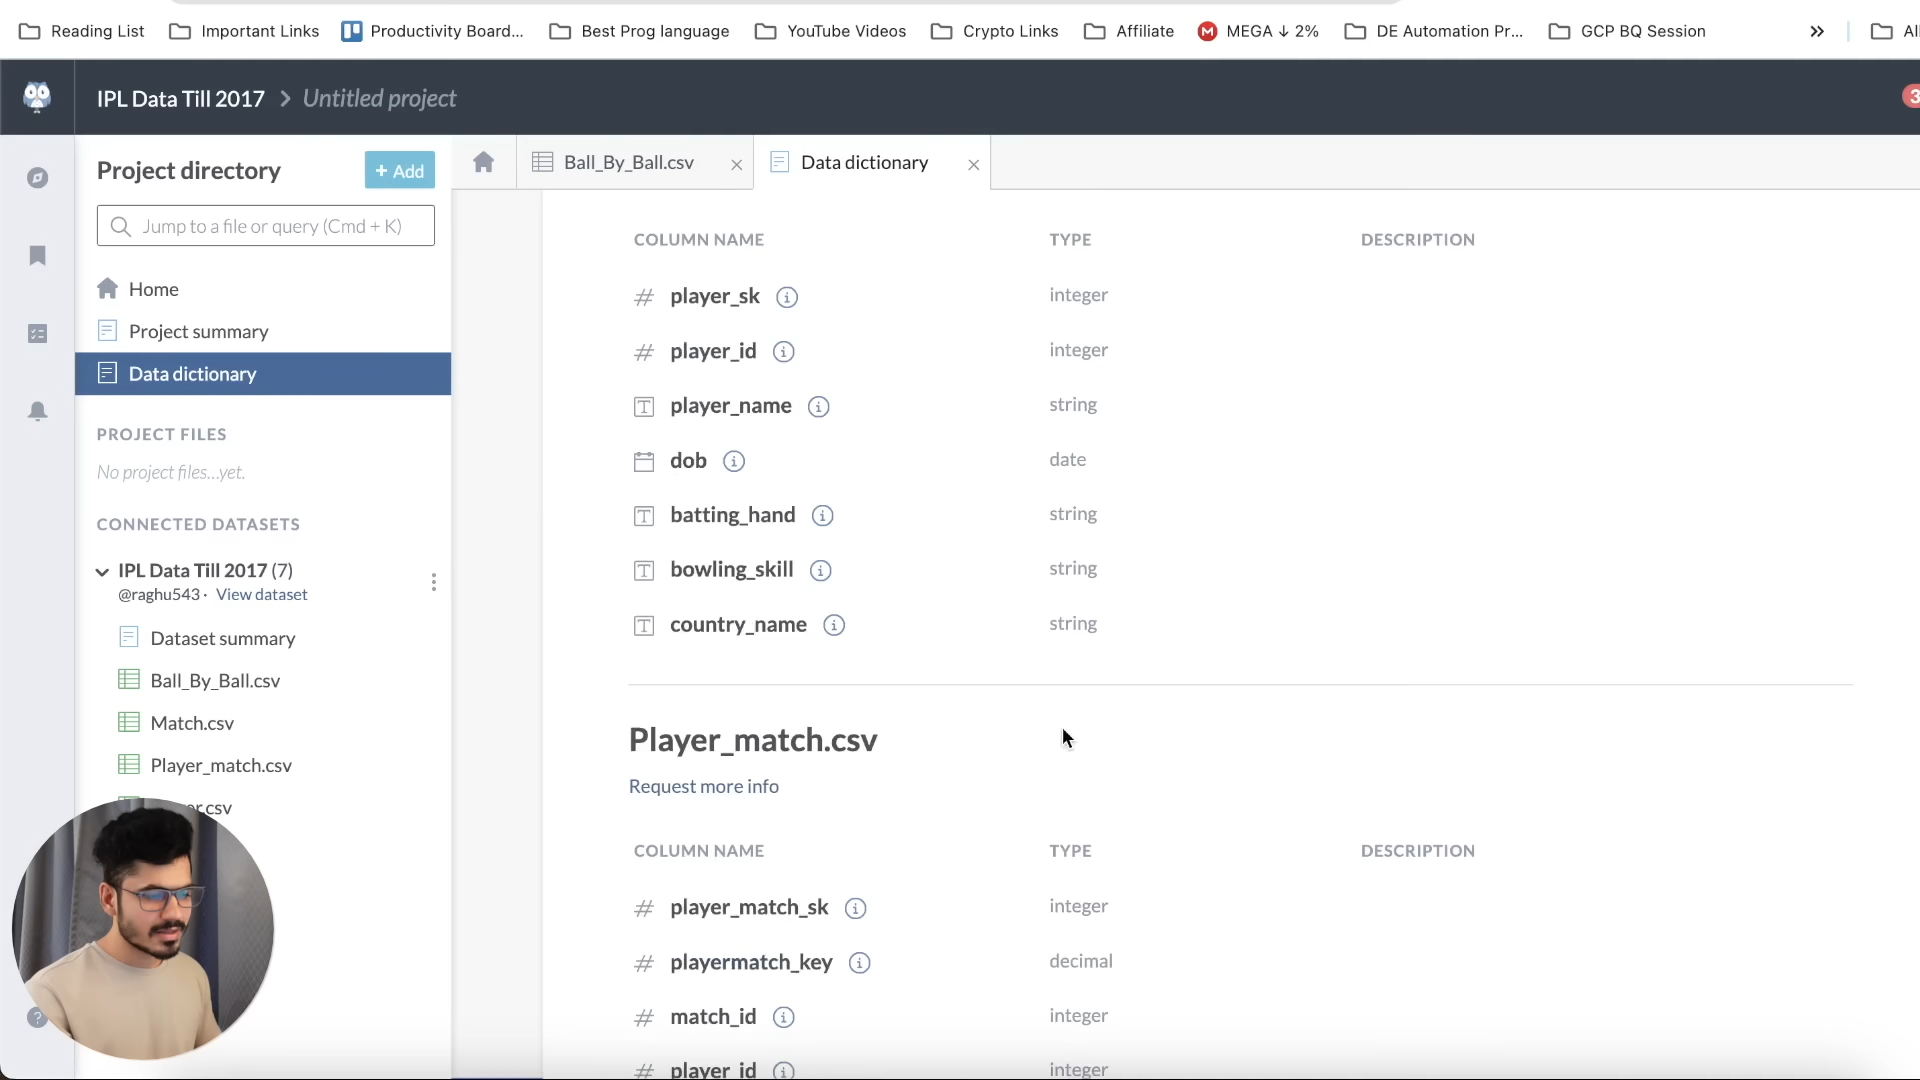 Reading List Important Links Productivity Board... Best Prog language YouTube Videos Crypto Links Affiliate MEGA ↓ 2% DE Automation Pr... GCP BQ Session »
IPL Data Till 2017 > Untitled project 3
Project directory + Add
Jump to a file or query (Cmd + K)
Home
Project summary
Data dictionary
PROJECT FILES
No project files...yet.
CONNECTED DATASETS
IPL Data Till 2017 (7)
@raghu543 · View dataset
Dataset summary
Ball_By_Ball.csv
Match.csv
Player_match.csv
er.csv
?
Ball_By_Ball.csv × Data dictionary ×
COLUMN NAME TYPE DESCRIPTION
# player_sk integer
# player_id integer
T player_name string
dob date
T batting_hand string
T bowling_skill string
T country_name string
Player_match.csv
Request more info
COLUMN NAME TYPE DESCRIPTION
# player_match_sk integer
# playermatch_key decimal
# match_id integer
# player_id integer